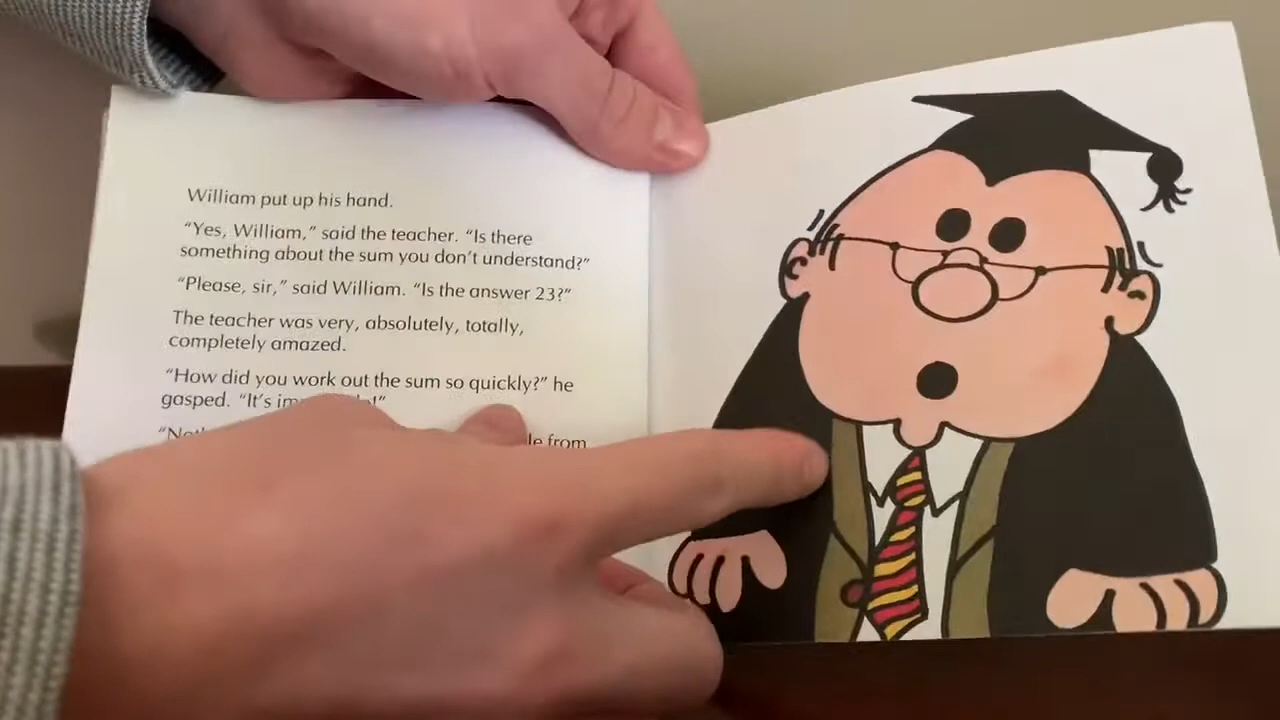 William put up his hand.
“Yes, William,” said the teacher. “Is there
something about the sum you don’t understand?”
“Please, sir,” said William. “Is the answer 23?”
The teacher was very, absolutely, totally,
completely amazed.
“How did you work out the sum so quickly?” he
gasped. “It’s
from